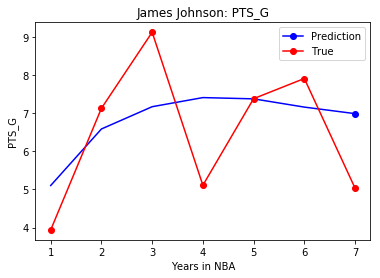 James Johnson: PTS_G
Prediction
True
9
8
7
6
5
4
PTS_G
1 2 3 4 5 6 7
Years in NBA